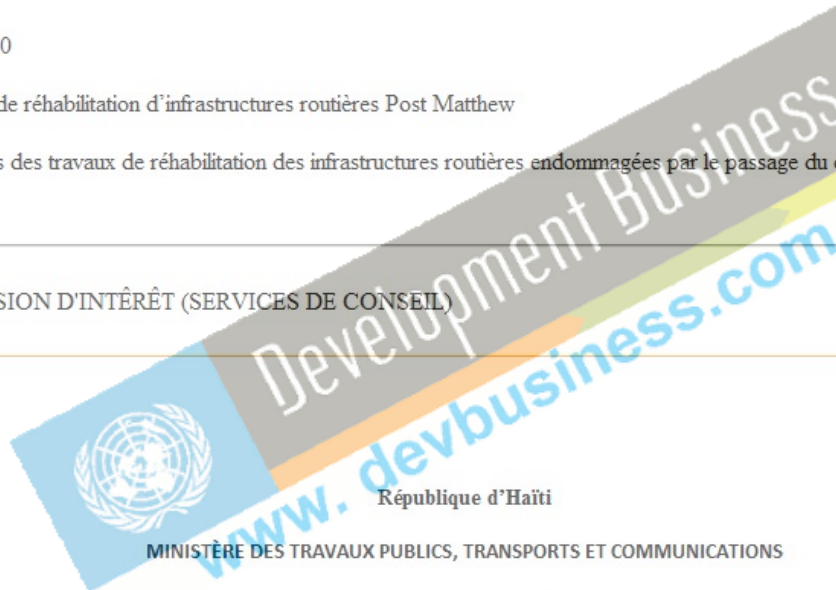 0
de réhabilitation d’infrastructures routières Post Matthew
s des travaux de réhabilitation des infrastructures routières endommagées par le passage du
SION D'INTÉRÊT (SERVICES DE CONSEIL)
Development Business
www. devbusiness.com
République d’Haïti
MINISTÈRE DES TRAVAUX PUBLICS, TRANSPORTS ET COMMUNICATIONS